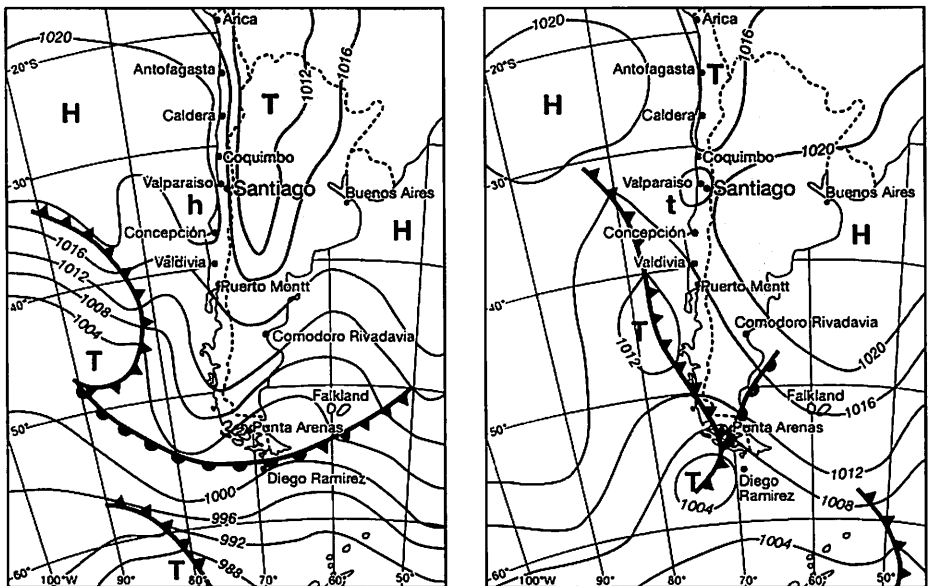 Arica
1020
1012
1016
20°S
Antofagasta
T
H
Caldera
Coquimbo
30°
Valparaiso
Santiago
h
Buenos Aires
H
Concepción
1016
Valdivia
1012
Puerto Montt
1008
40°
1004
Comodoro Rivadavia
T
Falkland
50°
Punta Arenas
Diego Ramirez
1000
996
992
988
T
60°
100°W
90°
80°
70°
60°
50°
Arica
1020
1016
20°S
Antofagasta
T
H
Caldera
Coquimbo
1020
30°
Valparaiso
Santiago
t
Buenos Aires
H
Concepción
Valdivia
Puerto Montt
40°
T
Comodoro Rivadavia
1012
1020
Falkland
1016
50°
Punta Arenas
1012
T
Diego
Ramirez
1004
1008
1004
60°
100°W
90°
80°
70°
60°
50°